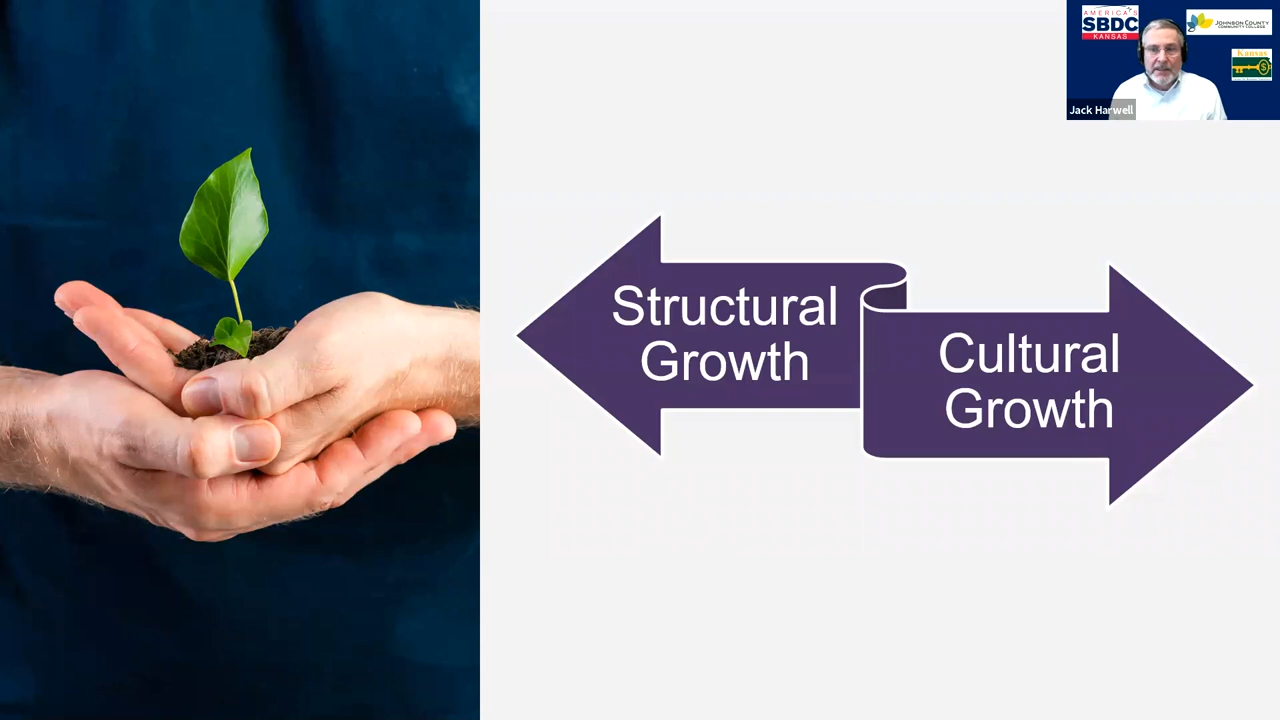 Structural
Growth
Cultural
Growth
AMERICA'S
SBDC
KANSAS
JOHNSON COUNTY
COMMUNITY COLLEGE
Kansas
Jack Harwell